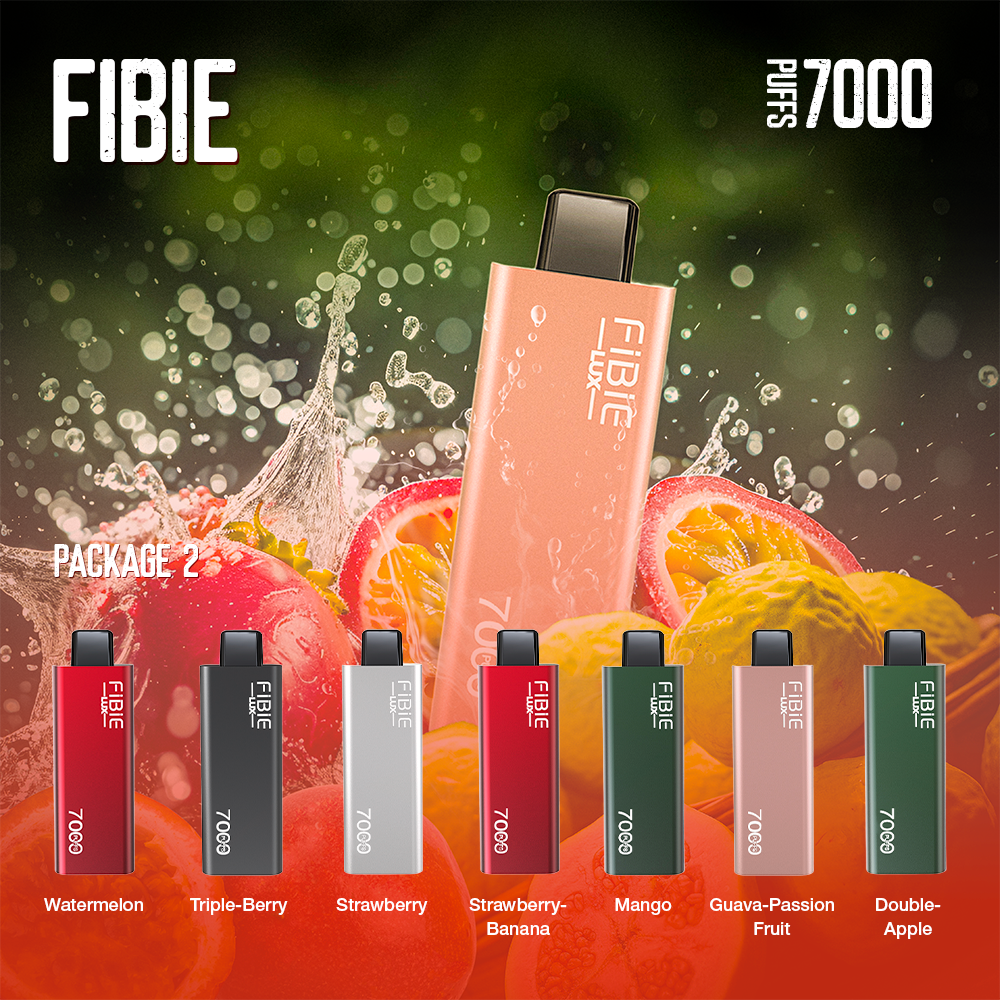 FIBIE
PUFFS 7000
FiBiE
LUX
7000
PACKAGE 2
FiBiE
LUX
7000
FiBiE
LUX
7000
FiBiE
LUX
7000
FiBiE
LUX
7000
FiBiE
LUX
7000
FiBiE
LUX
7000
FiBiE
LUX
7000
Watermelon
Triple-Berry
Strawberry
Strawberry-
Banana
Mango
Guava-Passion
Fruit
Double-
Apple